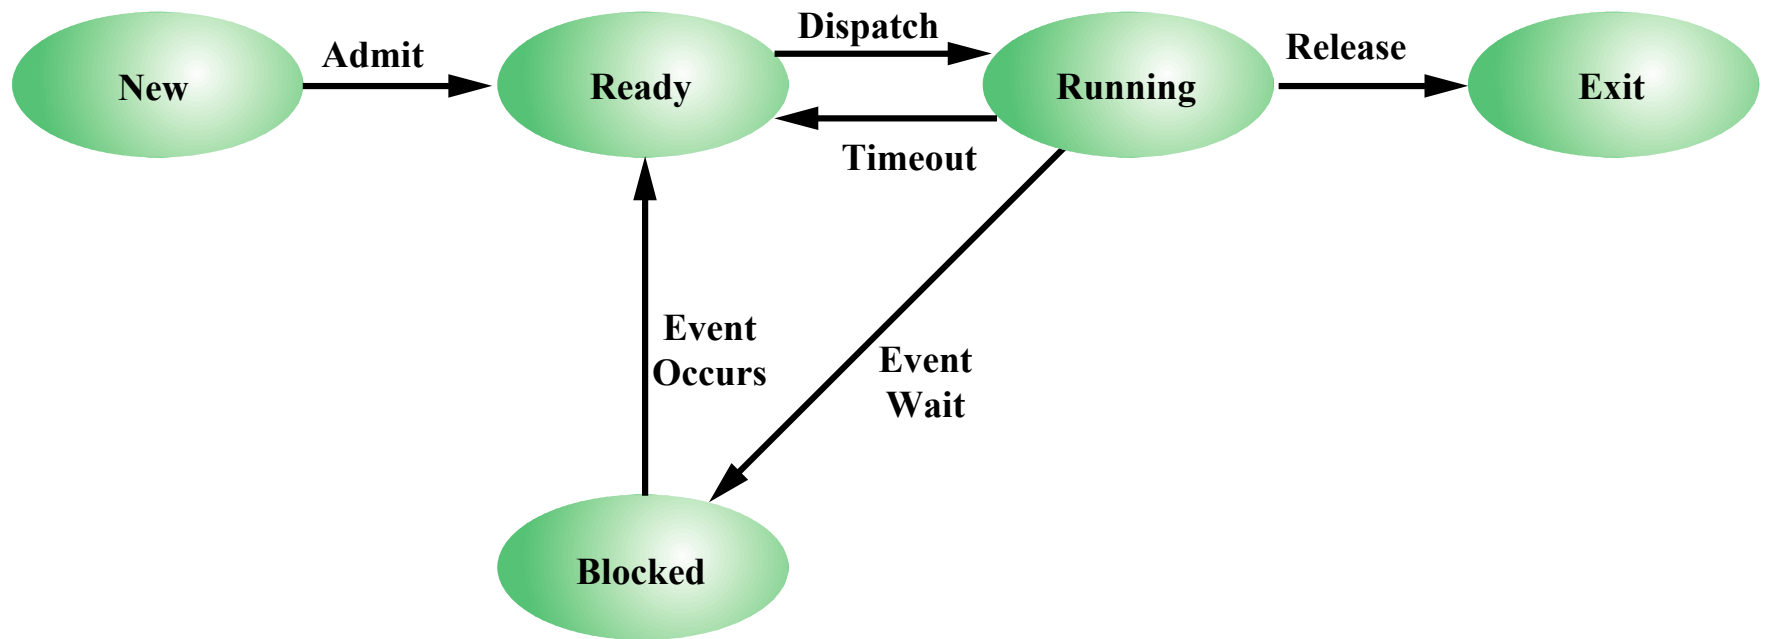 Admit
Dispatch
Release
New
Ready
Running
Exit
Timeout
Event
Occurs
Event
Wait
Blocked